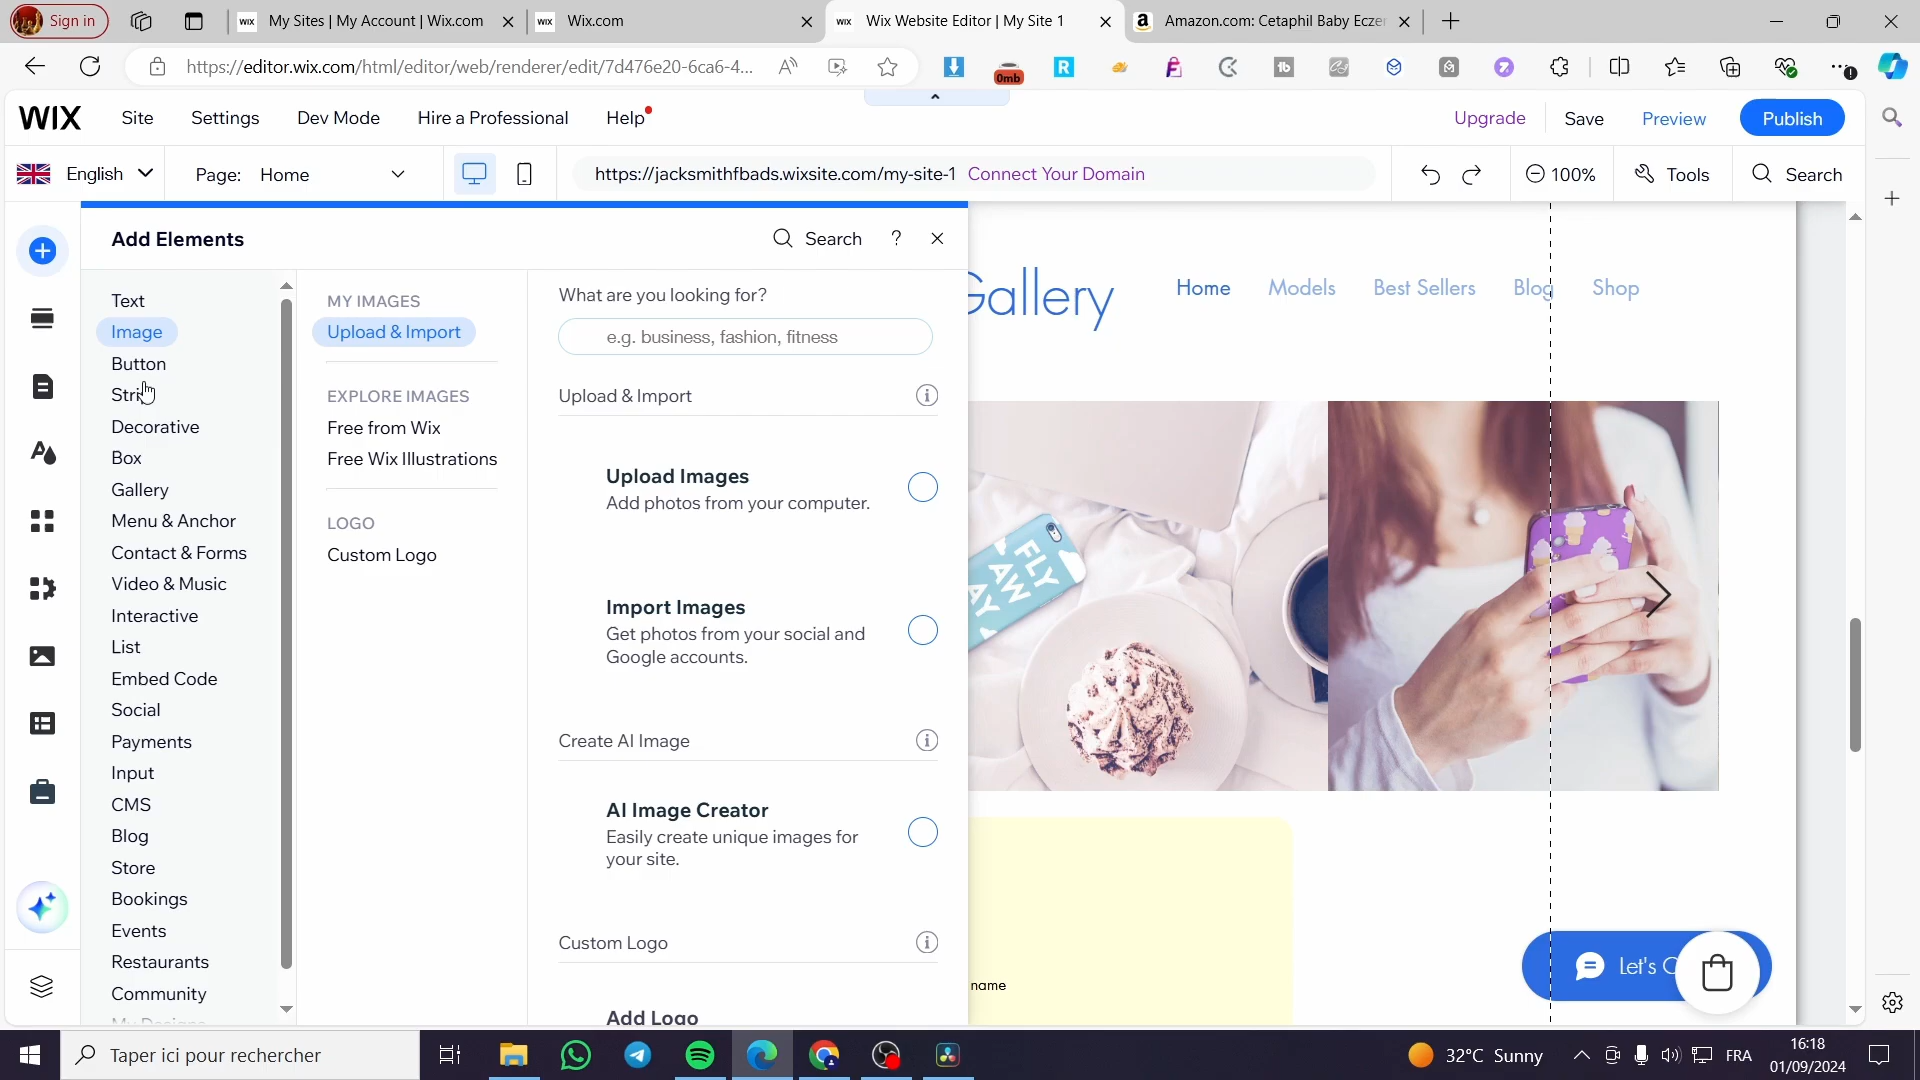 Sign in
My Sites | My Account | Wix.com
Wix.com
Wix Website Editor | My Site 1
Amazon.com: Cetaphil Baby Ecze
https://editor.wix.com/html/editor/web/renderer/edit/7d476e20-6ca6-4...
0mb
WIX
Site
Settings
Dev Mode
Hire a Professional
Help
Upgrade
Save
Preview
Publish
English
Page: Home
https://jacksmithfbads.wixsite.com/my-site-1 Connect Your Domain
100%
Tools
Search
Add Elements
Search
?
Text
Image
Button
Strip
Decorative
Box
Gallery
Menu & Anchor
Contact & Forms
Video & Music
Interactive
List
Embed Code
Social
Payments
Input
CMS
Blog
Store
Bookings
Events
Restaurants
Community
My Designs
MY IMAGES
Upload & Import
EXPLORE IMAGES
Free from Wix
Free Wix Illustrations
LOGO
Custom Logo
What are you looking for?
e.g. business, fashion, fitness
Upload & Import
Upload Images
Add photos from your computer.
Import Images
Get photos from your social and
Google accounts.
Create AI Image
AI Image Creator
Easily create unique images for
your site.
Custom Logo
Add Logo
Gallery
Home
Models
Best Sellers
Blog
Shop
FLY
AWAY
name
Let's C
Taper ici pour rechercher
32°C Sunny
FRA
16:18
01/09/2024